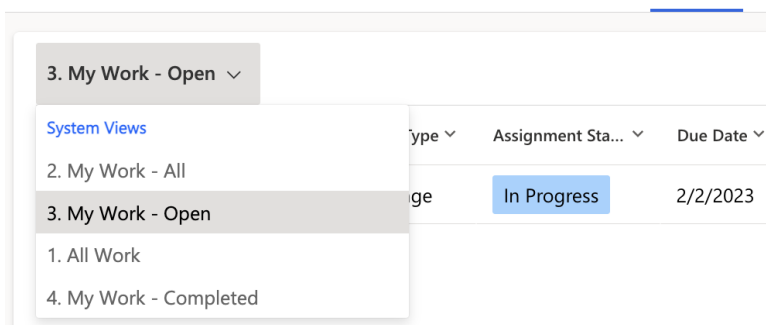 3. My Work - Open
System Views
2. My Work - All
3. My Work - Open
1. All Work
4. My Work - Completed
Type Assignment Sta... Due Date
In Progress 2/2/2023